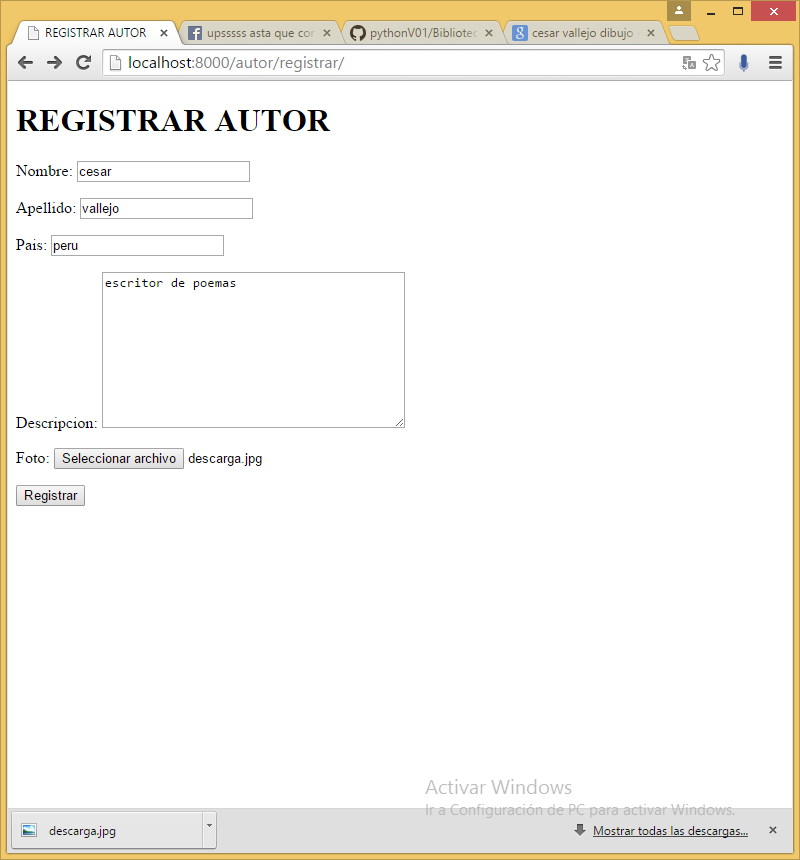 REGISTRAR AUTOR
upsssss asta que cor
pythonV01/Bibliotec
cesar vallejo dibujo -
localhost:8000/autor/registrar/
REGISTRAR AUTOR
Nombre: cesar
Apellido: vallejo
Pais: peru
escritor de poemas
Descripcion:
Foto: Seleccionar archivo descarga.jpg
Registrar
Activar Windows
Ir a Configuración de PC para activar Windows.
descarga.jpg
Mostrar todas las descargas...